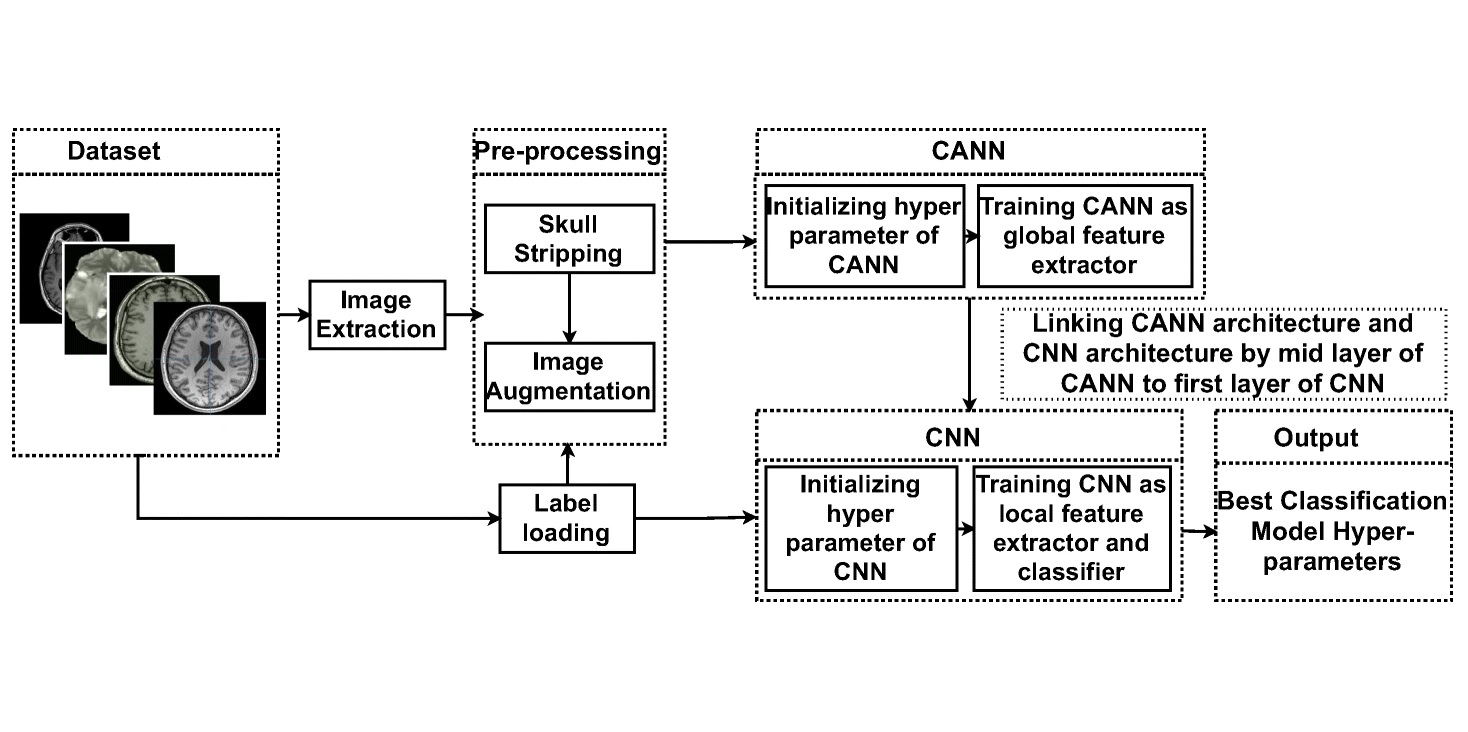 Dataset
Image
Extraction
Pre-processing
Skull
Stripping
Image
Augmentation
Label
loading
CANN
Initializing hyper
parameter of
CANN
Training CANN as
global feature
extractor
Linking CANN architecture and
CNN architecture by mid layer of
CANN to first layer of CNN
CNN
Initializing
hyper
parameter of
CNN
Training CNN as
local feature
extractor and
classifier
Output
Best Classification
Model Hyper-
parameters